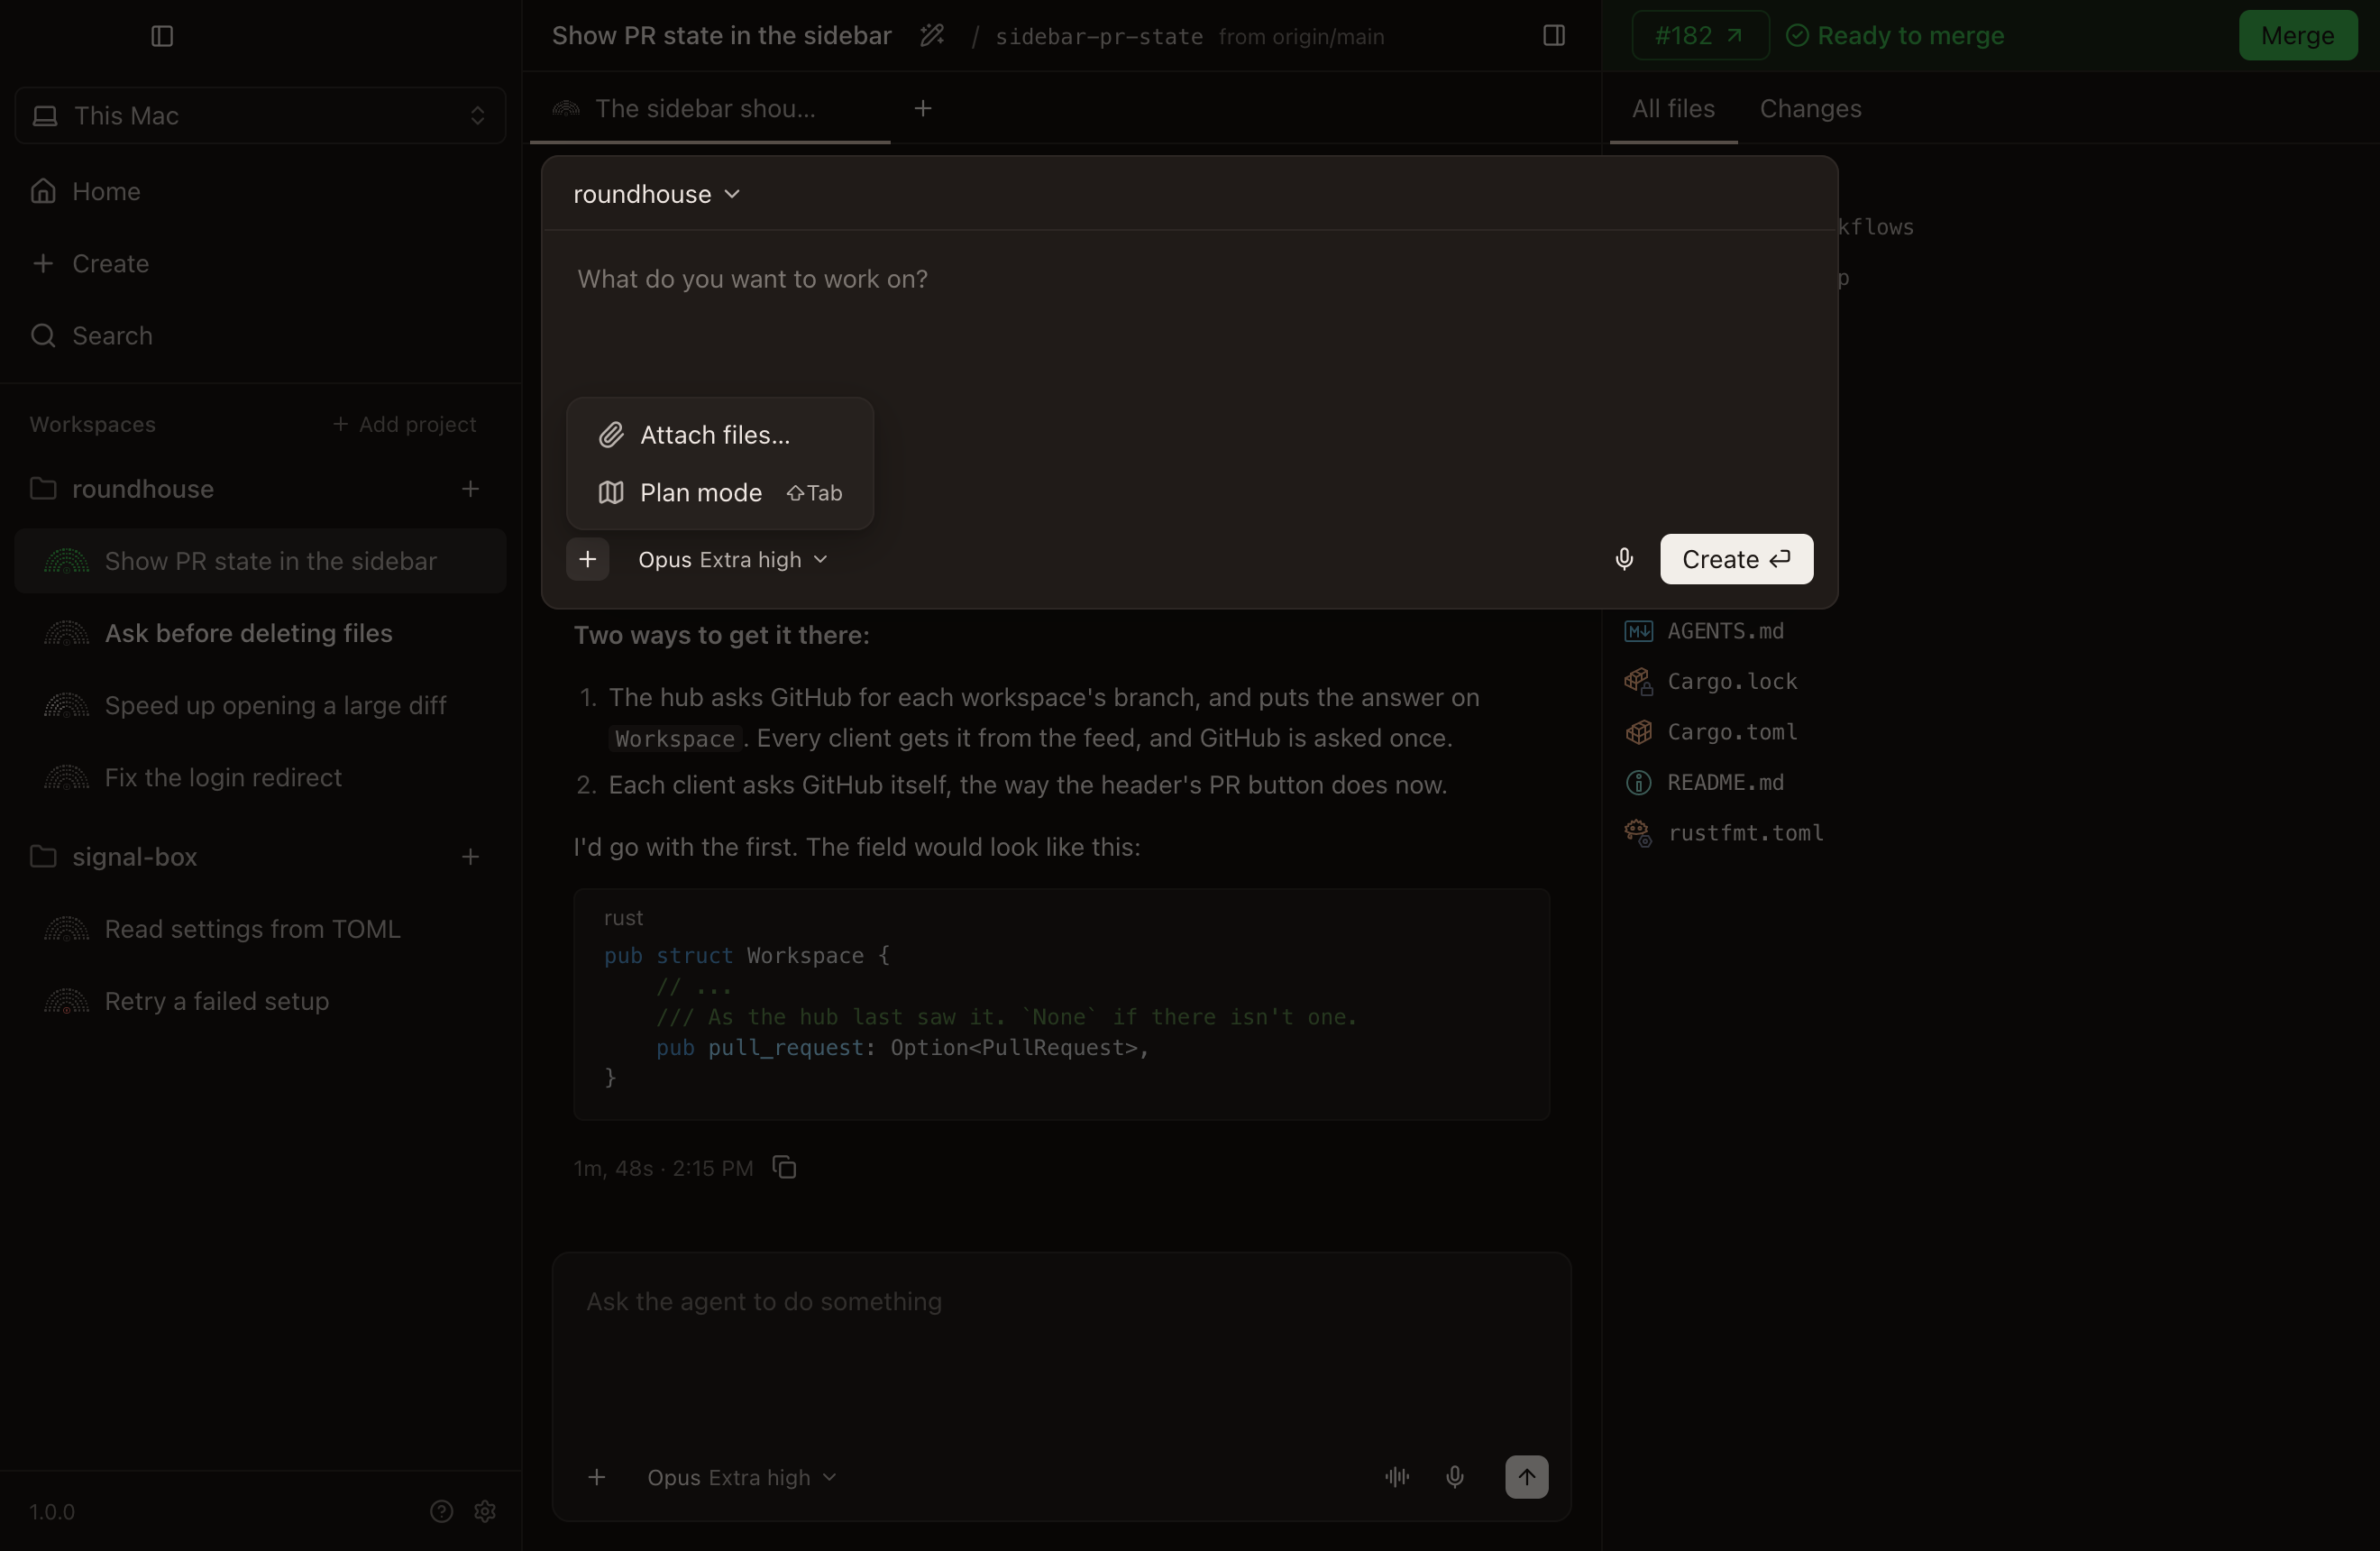 Show PR state in the sidebar / sidebar-pr-state from origin/main
#182 Ready to merge
Merge
This Mac
Home
Create
Search
Workspaces
Add project
roundhouse
Show PR state in the sidebar
Ask before deleting files
Speed up opening a large diff
Fix the login redirect
signal-box
Read settings from TOML
Retry a failed setup
1.0.0
The sidebar shou...
All files
Changes
roundhouse
What do you want to work on?
Attach files...
Plan mode Tab
Opus Extra high
Create
Two ways to get it there:
1. The hub asks GitHub for each workspace's branch, and puts the answer on
Workspace. Every client gets it from the feed, and GitHub is asked once.
2. Each client asks GitHub itself, the way the header's PR button does now.
I'd go with the first. The field would look like this:
rust
pub struct Workspace {
// ...
/// As the hub last saw it. `None` if there isn't one.
pub pull_request: Option<PullRequest>,
}
1m, 48s · 2:15 PM
Ask the agent to do something
Opus Extra high
kflows
p
AGENTS.md
Cargo.lock
Cargo.toml
README.md
rustfmt.toml